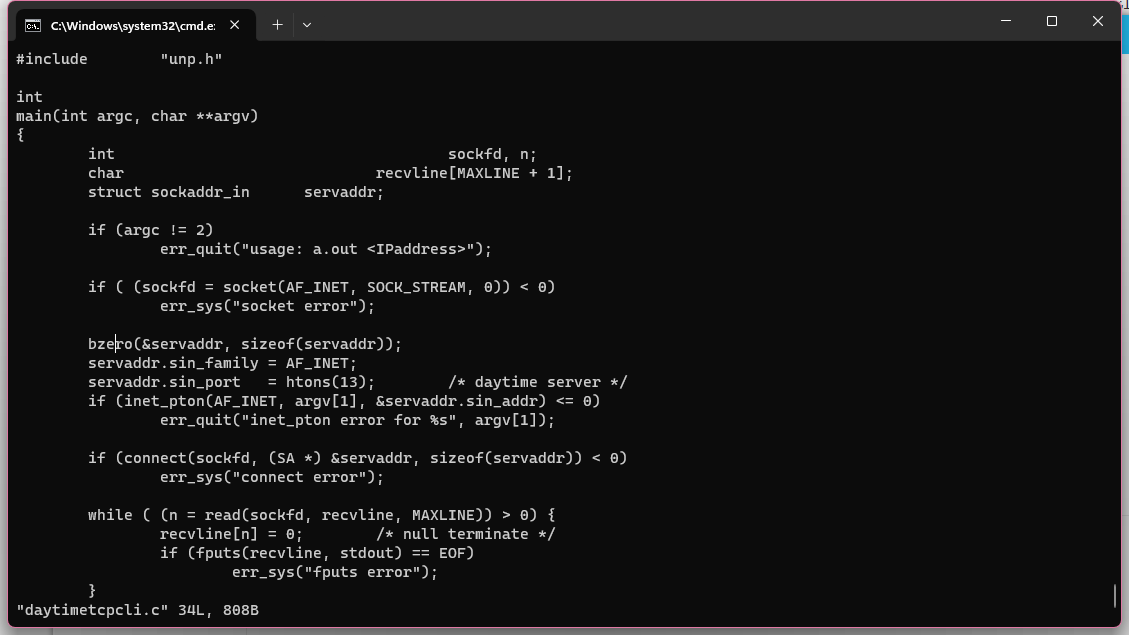 C:\Windows\system32\cmd.e:
#include        "unp.h"

int
main(int argc, char **argv)
{
        int                                     sockfd, n;
        char                            recvline[MAXLINE + 1];
        struct sockaddr_in      servaddr;

        if (argc != 2)
                err_quit("usage: a.out <IPaddress>");

        if ( (sockfd = socket(AF_INET, SOCK_STREAM, 0)) < 0)
                err_sys("socket error");

        bzero(&servaddr, sizeof(servaddr));
        servaddr.sin_family = AF_INET;
        servaddr.sin_port   = htons(13);        /* daytime server */
        if (inet_pton(AF_INET, argv[1], &servaddr.sin_addr) <= 0)
                err_quit("inet_pton error for %s", argv[1]);

        if (connect(sockfd, (SA *) &servaddr, sizeof(servaddr)) < 0)
                err_sys("connect error");

        while ( (n = read(sockfd, recvline, MAXLINE)) > 0) {
                recvline[n] = 0;        /* null terminate */
                if (fputs(recvline, stdout) == EOF)
                        err_sys("fputs error");
        }
"daytimetcpcli.c" 34L, 808B